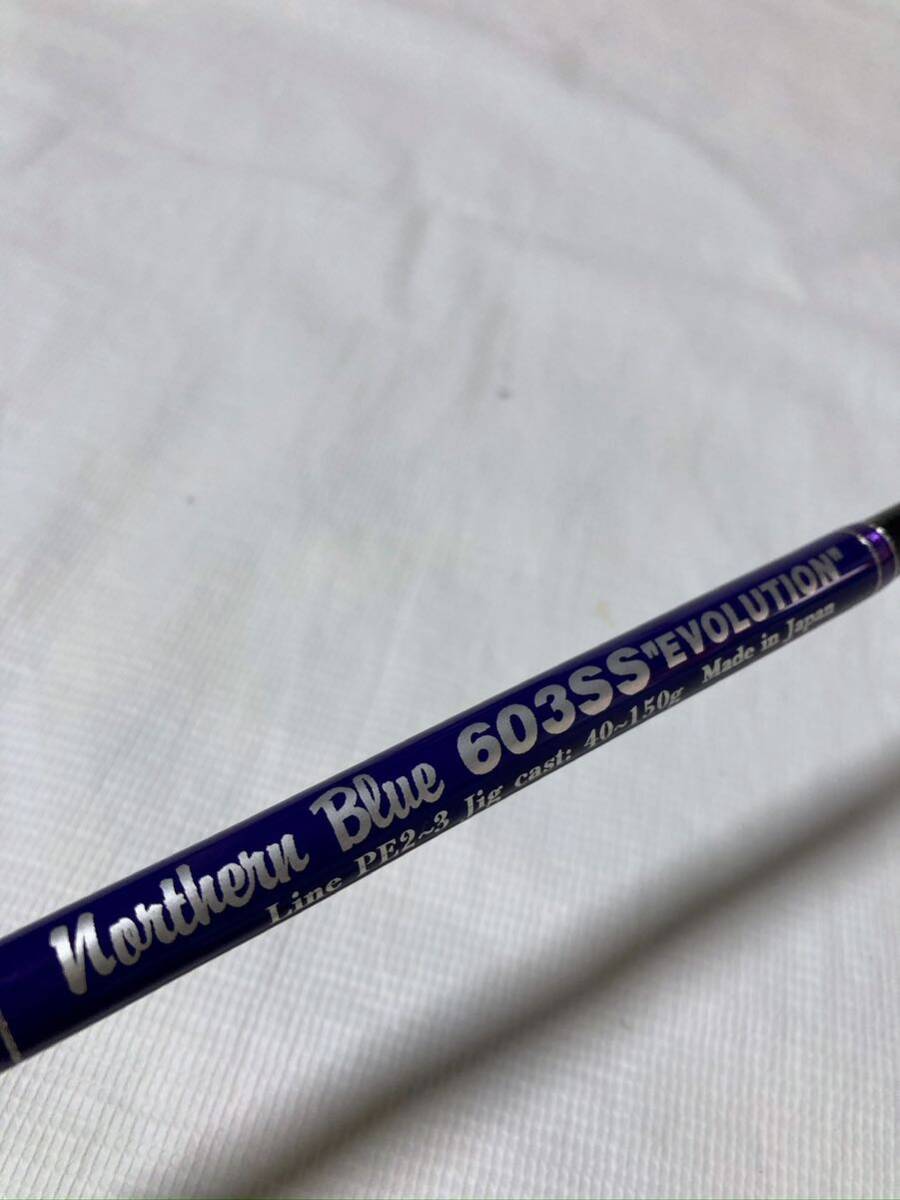 Northern Blue 603SS "EVOLUTION"
Line PE2~3 Jig cast: 40~150g Made in Japan